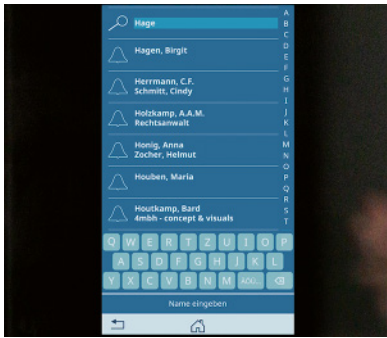 Hage
Hagen, Birgit
Herrmann, C.F.
Schmitt, Cindy
Holzkamp, A.A.M.
Rechtsanwalt
Honig, Anna
Zocher, Helmut
Houben, Maria
Houtkamp, Bard
4mbh - concept & visuals
A
B
C
D
E
F
G
H
I
J
K
L
M
N
O
P
Q
R
S
T
Q W E R T Z U I O P
A S D F G H J K L
Y X C V B N M ÄÖÜ...
Name eingeben